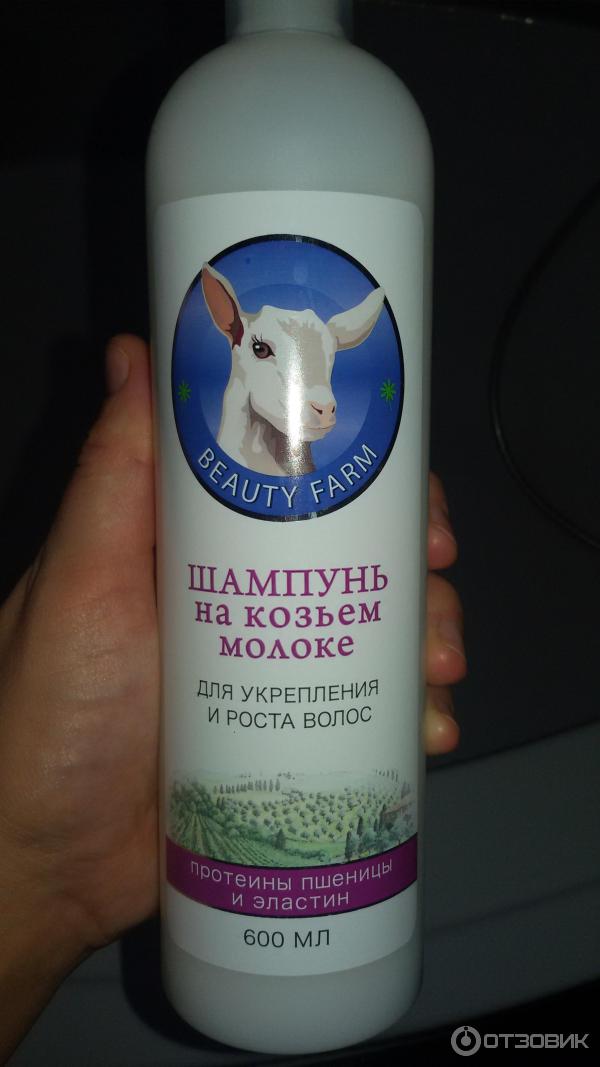 BEAUTY FARM
ШАМПУНЬ
на козьем
молоке
ДЛЯ УКРЕПЛЕНИЯ
И РОСТА ВОЛОС
протеины пшеницы
и эластин
600 МЛ
ОТЗОВИК